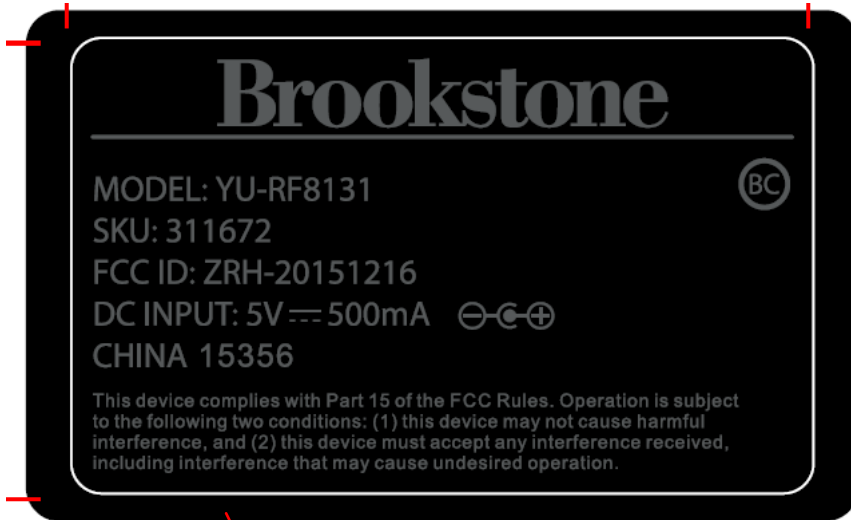 Brookstone
MODEL: YU-RF8131
BC
SKU: 311672
FCC ID: ZRH-20151216
DC INPUT: 5V⎓500mA
CHINA 15356
This device complies with Part 15 of the FCC Rules. Operation is subject
to the following two conditions: (1) this device may not cause harmful
interference, and (2) this device must accept any interference received,
including interference that may cause undesired operation.